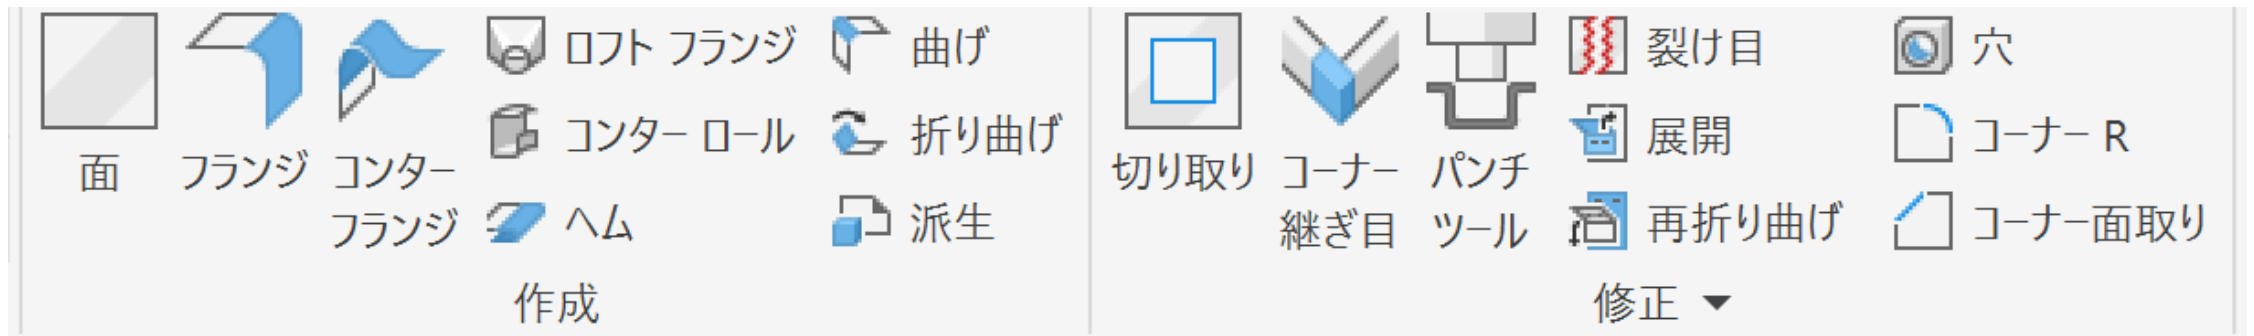 面
フランジ
コンター
フランジ
ロフト フランジ
コンター ロール
ヘム
曲げ
折り曲げ
派生
作成
切り取り
コーナー
継ぎ目
パンチ
ツール
裂け目
展開
再折り曲げ
穴
コーナー R
コーナー面取り
修正